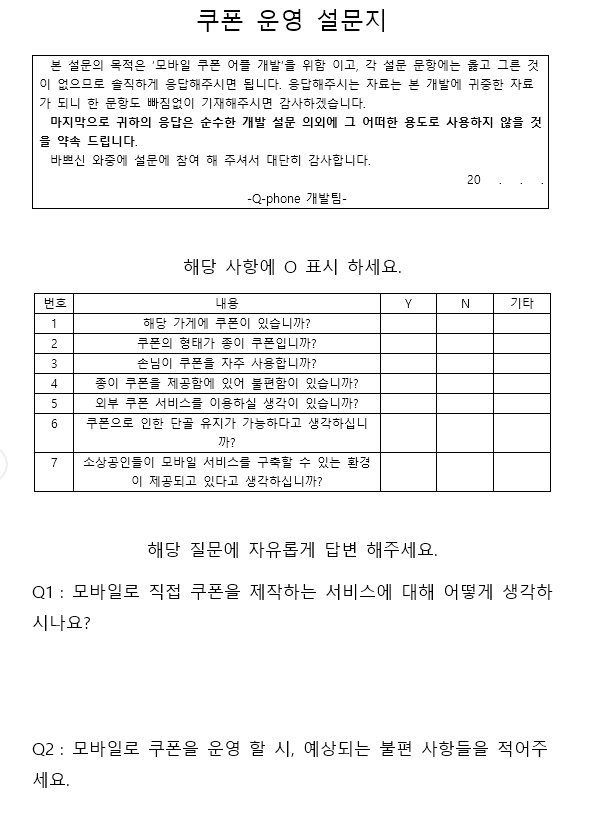 쿠폰 운영 설문지
본 설문의 목적은 '모바일 쿠폰 어플 개발'을 위함 이고, 각 설문 문항에는 옳고 그른 것
이 없으므로 솔직하게 응답해주시면 됩니다. 응답해주시는 자료는 본 개발에 귀중한 자료
가 되니 한 문항도 빠짐없이 기재해주시면 감사하겠습니다.
마지막으로 귀하의 응답은 순수한 개발 설문 의외에 그 어떠한 용도로 사용하지 않을 것
을 약속 드립니다.
바쁘신 와중에 설문에 참여 해 주셔서 대단히 감사합니다.
20 . . .
-Q-phone 개발팀-
해당 사항에 O 표시 하세요.
번호 내용 Y N 기타
1 해당 가게에 쿠폰이 있습니까?
2 쿠폰의 형태가 종이 쿠폰입니까?
3 손님이 쿠폰을 자주 사용합니까?
4 종이 쿠폰을 제공함에 있어 불편함이 있습니까?
5 외부 쿠폰 서비스를 이용하실 생각이 있습니까?
6 쿠폰으로 인한 단골 유지가 가능하다고 생각하십니
까?
7 소상공인들이 모바일 서비스를 구축할 수 있는 환경
이 제공되고 있다고 생각하십니까?
해당 질문에 자유롭게 답변 해주세요.
Q1 : 모바일로 직접 쿠폰을 제작하는 서비스에 대해 어떻게 생각하
시나요?
Q2 : 모바일로 쿠폰을 운영 할 시, 예상되는 불편 사항들을 적어주
세요.